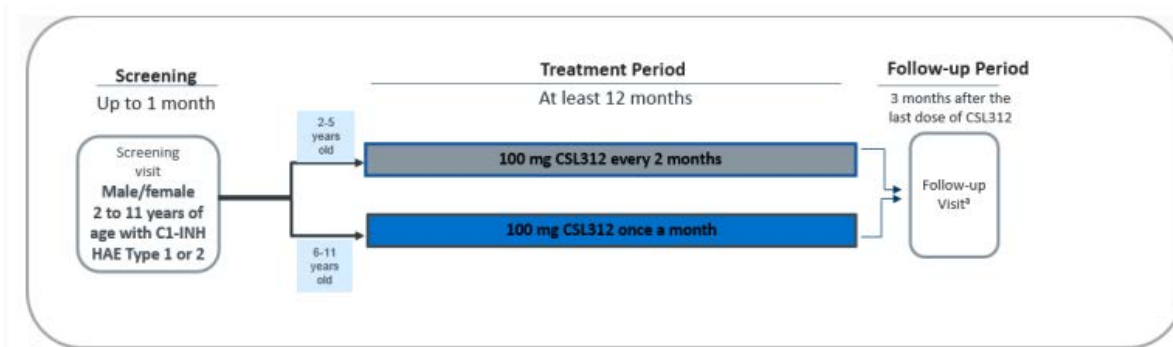 Screening
Up to 1 month
Treatment Period
At least 12 months
Follow-up Period
3 months after the
last dose of CSL312
Screening
visit
Male/female
2 to 11 years of
age with C1-INH
HAE Type 1 or 2
2-5
years
old
100 mg CSL312 every 2 months
6-11
years
old
100 mg CSL312 once a month
Follow-up
Visitᵃ